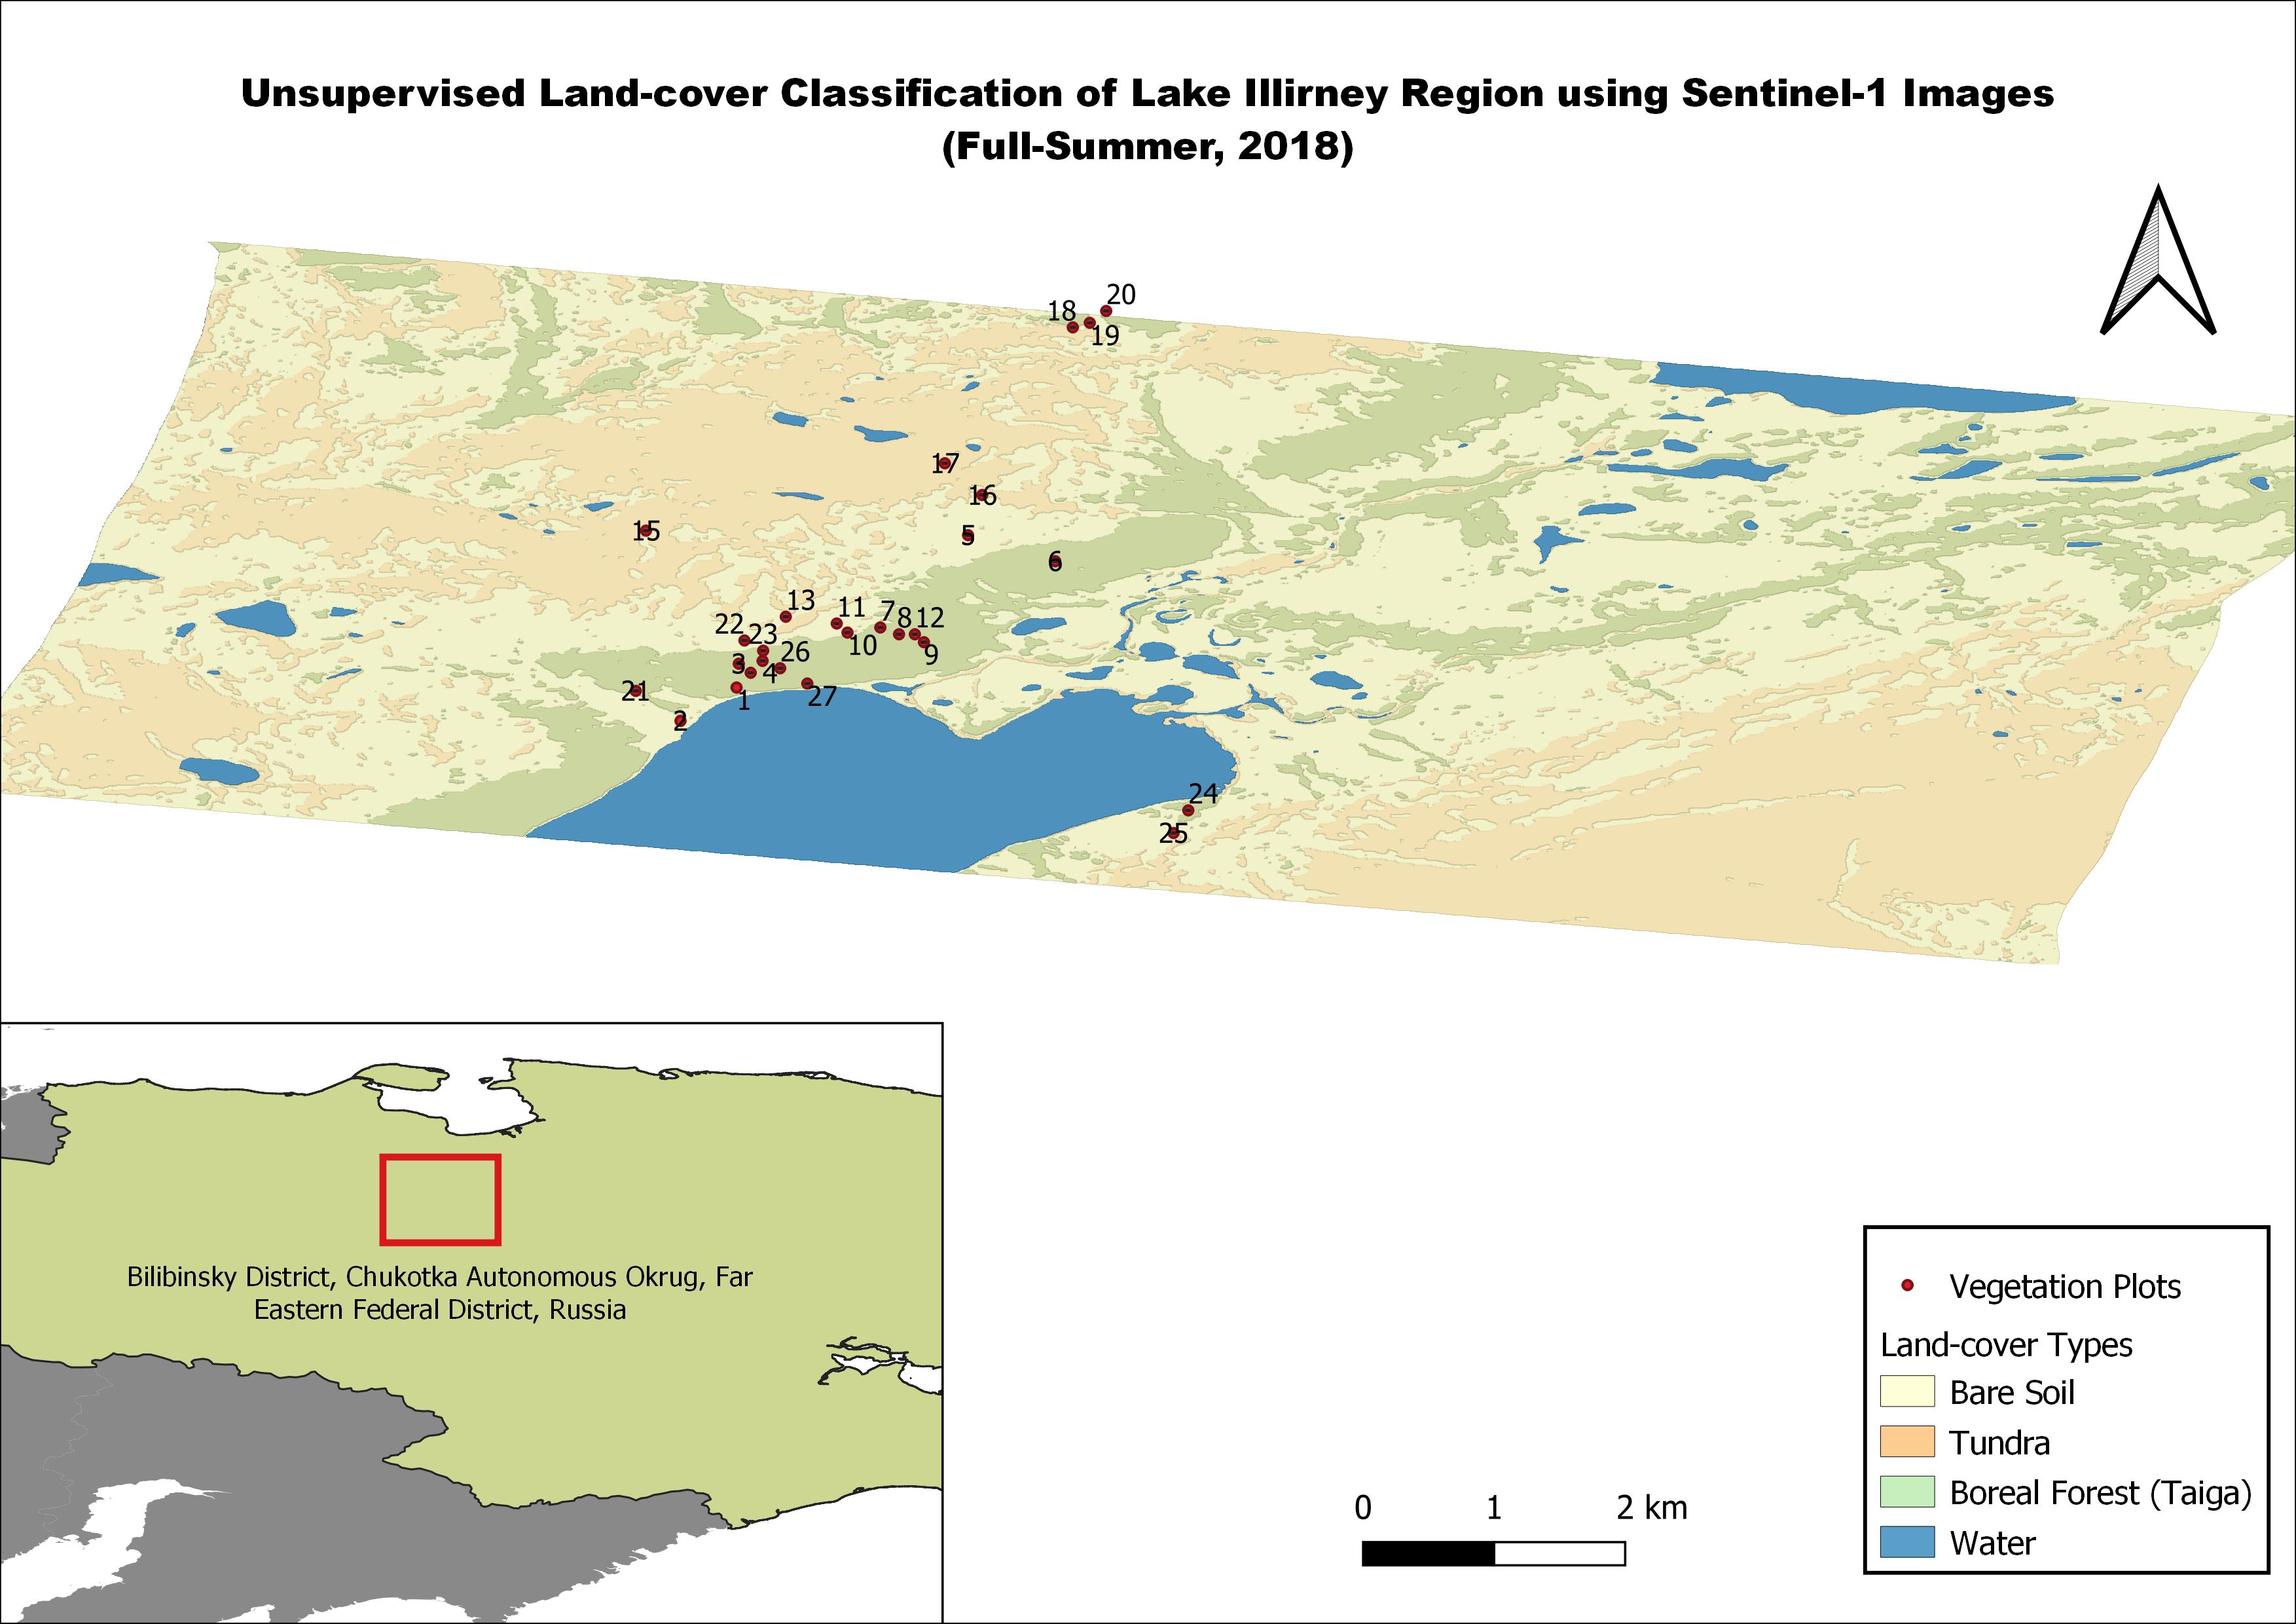 Unsupervised Land-cover Classification of Lake Illirney Region using Sentinel-1 Images
(Full-Summer, 2018)
20
18
19
17
16
15
5
6
13
11
7
8
12
22
23
10
9
26
3
4
21
27
1
2
24
25
Bilibinsky District, Chukotka Autonomous Okrug, Far
Eastern Federal District, Russia
Vegetation Plots
Land-cover Types
Bare Soil
Tundra
Boreal Forest (Taiga)
Water
0 1 2 km